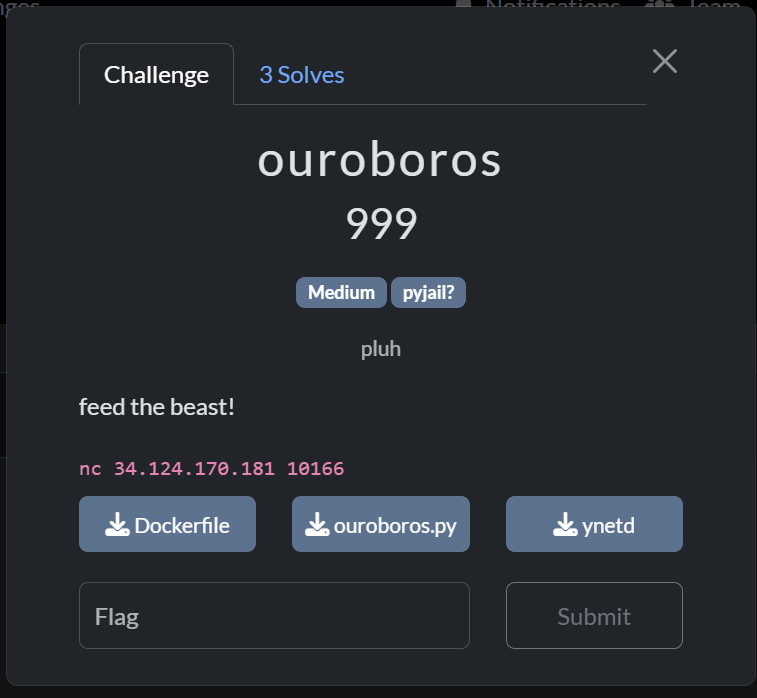 Notifications Team
Challenge 3 Solves
ouroboros
999
Medium pyjail?
pluh
feed the beast!
nc 34.124.170.181 10166
Dockerfile ouroboros.py ynetd
Flag Submit